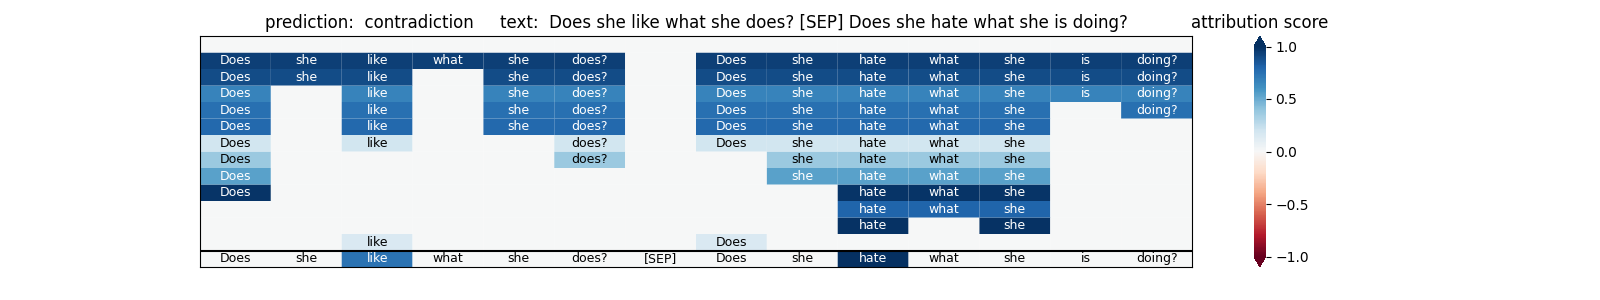 prediction: contradiction text: Does she like what she does? [SEP] Does she hate what she is doing? attribution score
Does she like what she does? Does she hate what she is doing? 1.0
Does she like she does? Does she hate what she is doing?
Does like she does? Does she hate what she is doing?
Does like she does? Does she hate what she doing? 0.5
Does like she does? Does she hate what she
Does like does? Does she hate what she
Does does? she hate what she 0.0
Does she hate what she
Does hate what she
hate what she −0.5
hate she
like Does
Does she like what she does? [SEP] Does she hate what she is doing? −1.0